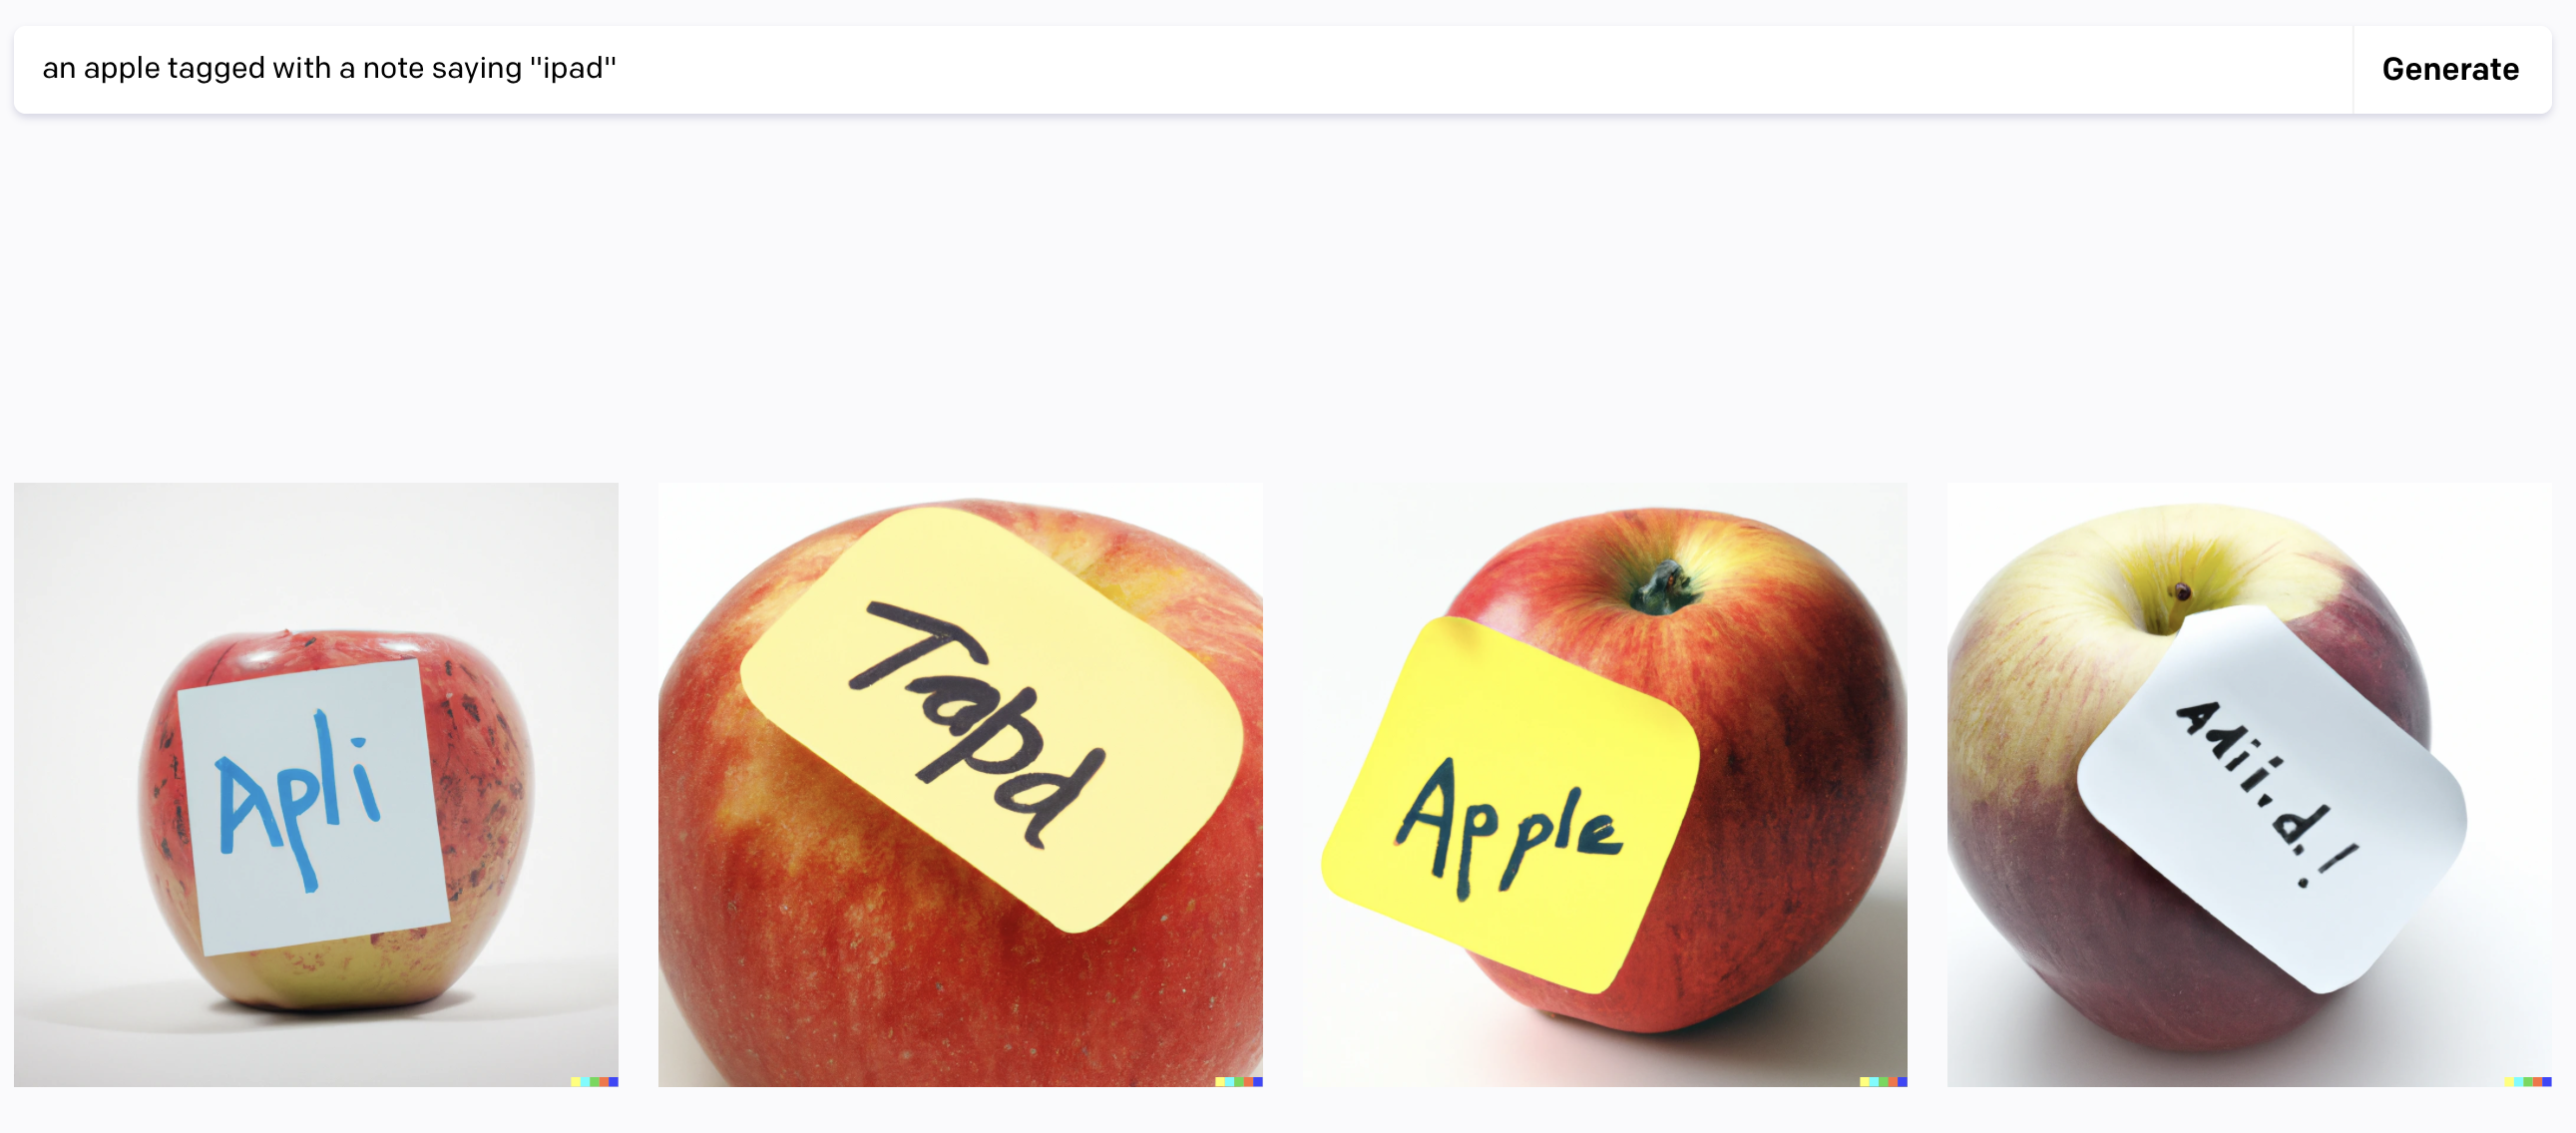 an apple tagged with a note saying "ipad"
Generate
Apli
Tapd
Apple
Adii.d.!